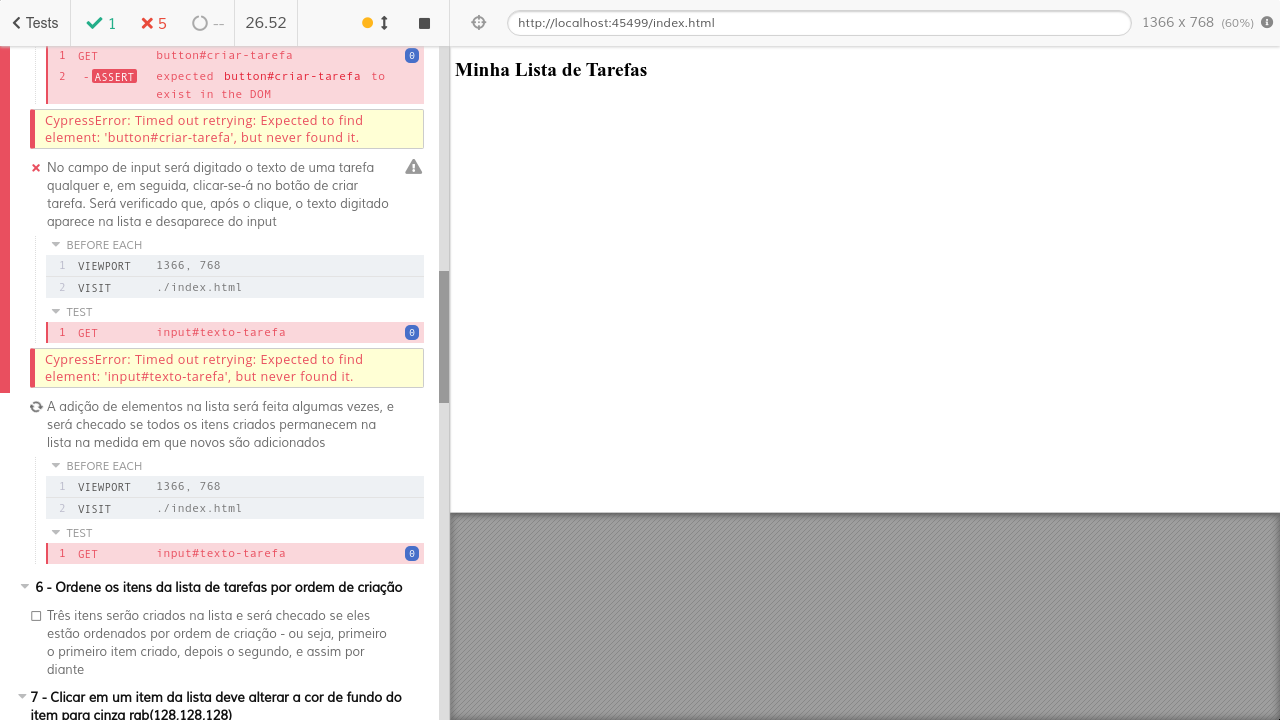 Tests
1
5
--
26.52
http://localhost:45499/index.html
1366 x 768 (60%)
1 GET button#criar-tarefa 0
2 -ASSERT expected button#criar-tarefa to
exist in the DOM
CypressError: Timed out retrying: Expected to find
element: 'button#criar-tarefa', but never found it.
No campo de input será digitado o texto de uma tarefa
qualquer e, em seguida, clicar-se-á no botão de criar
tarefa. Será verificado que, após o clique, o texto digitado
aparece na lista e desaparece do input
BEFORE EACH
1 VIEWPORT 1366, 768
2 VISIT ./index.html
TEST
1 GET input#texto-tarefa 0
CypressError: Timed out retrying: Expected to find
element: 'input#texto-tarefa', but never found it.
A adição de elementos na lista será feita algumas vezes, e
será checado se todos os itens criados permanecem na
lista na medida em que novos são adicionados
BEFORE EACH
1 VIEWPORT 1366, 768
2 VISIT ./index.html
TEST
1 GET input#texto-tarefa 0
6 - Ordene os itens da lista de tarefas por ordem de criação
Três itens serão criados na lista e será checado se eles
estão ordenados por ordem de criação - ou seja, primeiro
o primeiro item criado, depois o segundo, e assim por
diante
7 - Clicar em um item da lista deve alterar a cor de fundo do
item para cinza rgb(128,128,128)
Minha Lista de Tarefas